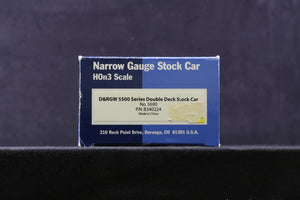 Narrow Gauge Stock Car
HOn3 Scale
D&RGW 5500 Series Double Deck Stock Car
No. 5690
P/N. B340224
Made in China
210 Rock Point Drive, Durango, CO 81301 U.S.A.